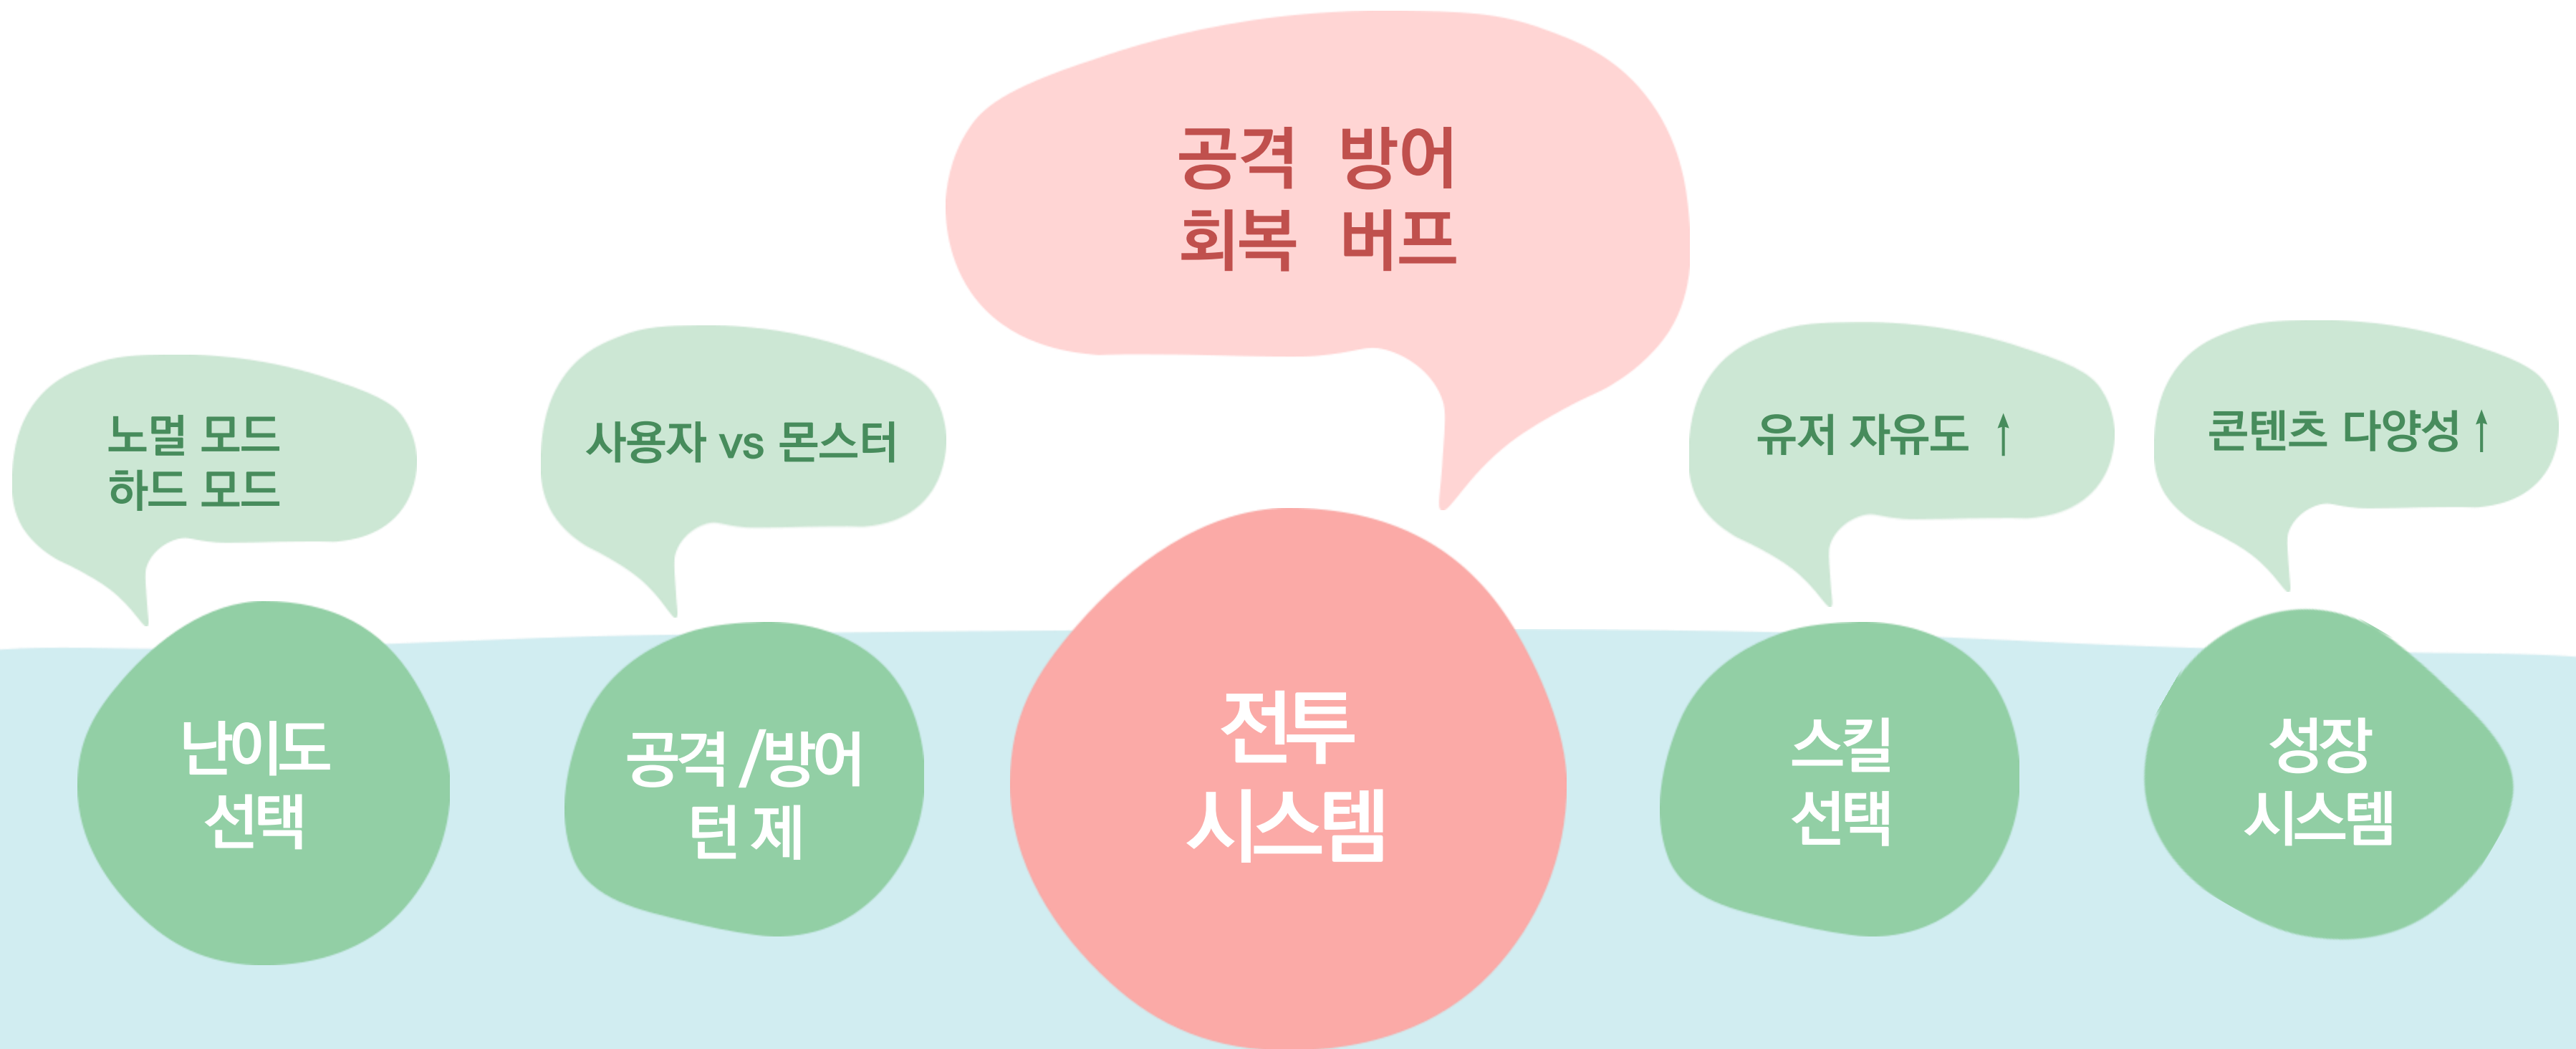 공격 방어
회복 버프
노멀 모드
하드 모드
사용자 vs 몬스터
유저 자유도 ↑
콘텐츠 다양성 ↑
난이도
선택
공격 /방어
턴 제
전투
시스템
스킬
선택
성장
시스템